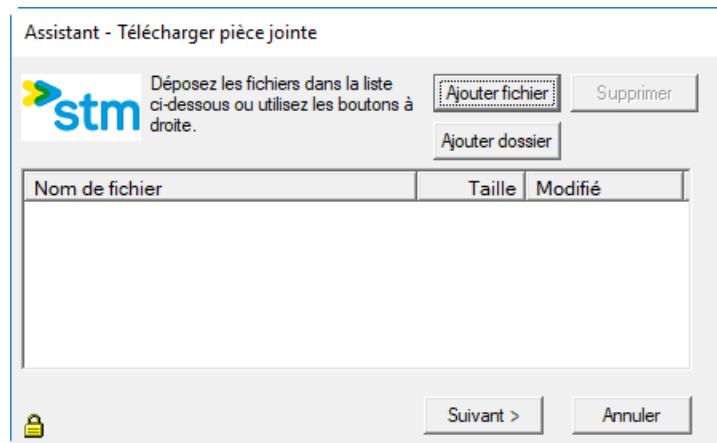 Assistant - Télécharger pièce jointe
stm
Déposez les fichiers dans la liste
ci-dessous ou utilisez les boutons à
droite.
Ajouter fichier
Supprimer
Ajouter dossier
Nom de fichier Taille Modifié
Suivant > Annuler